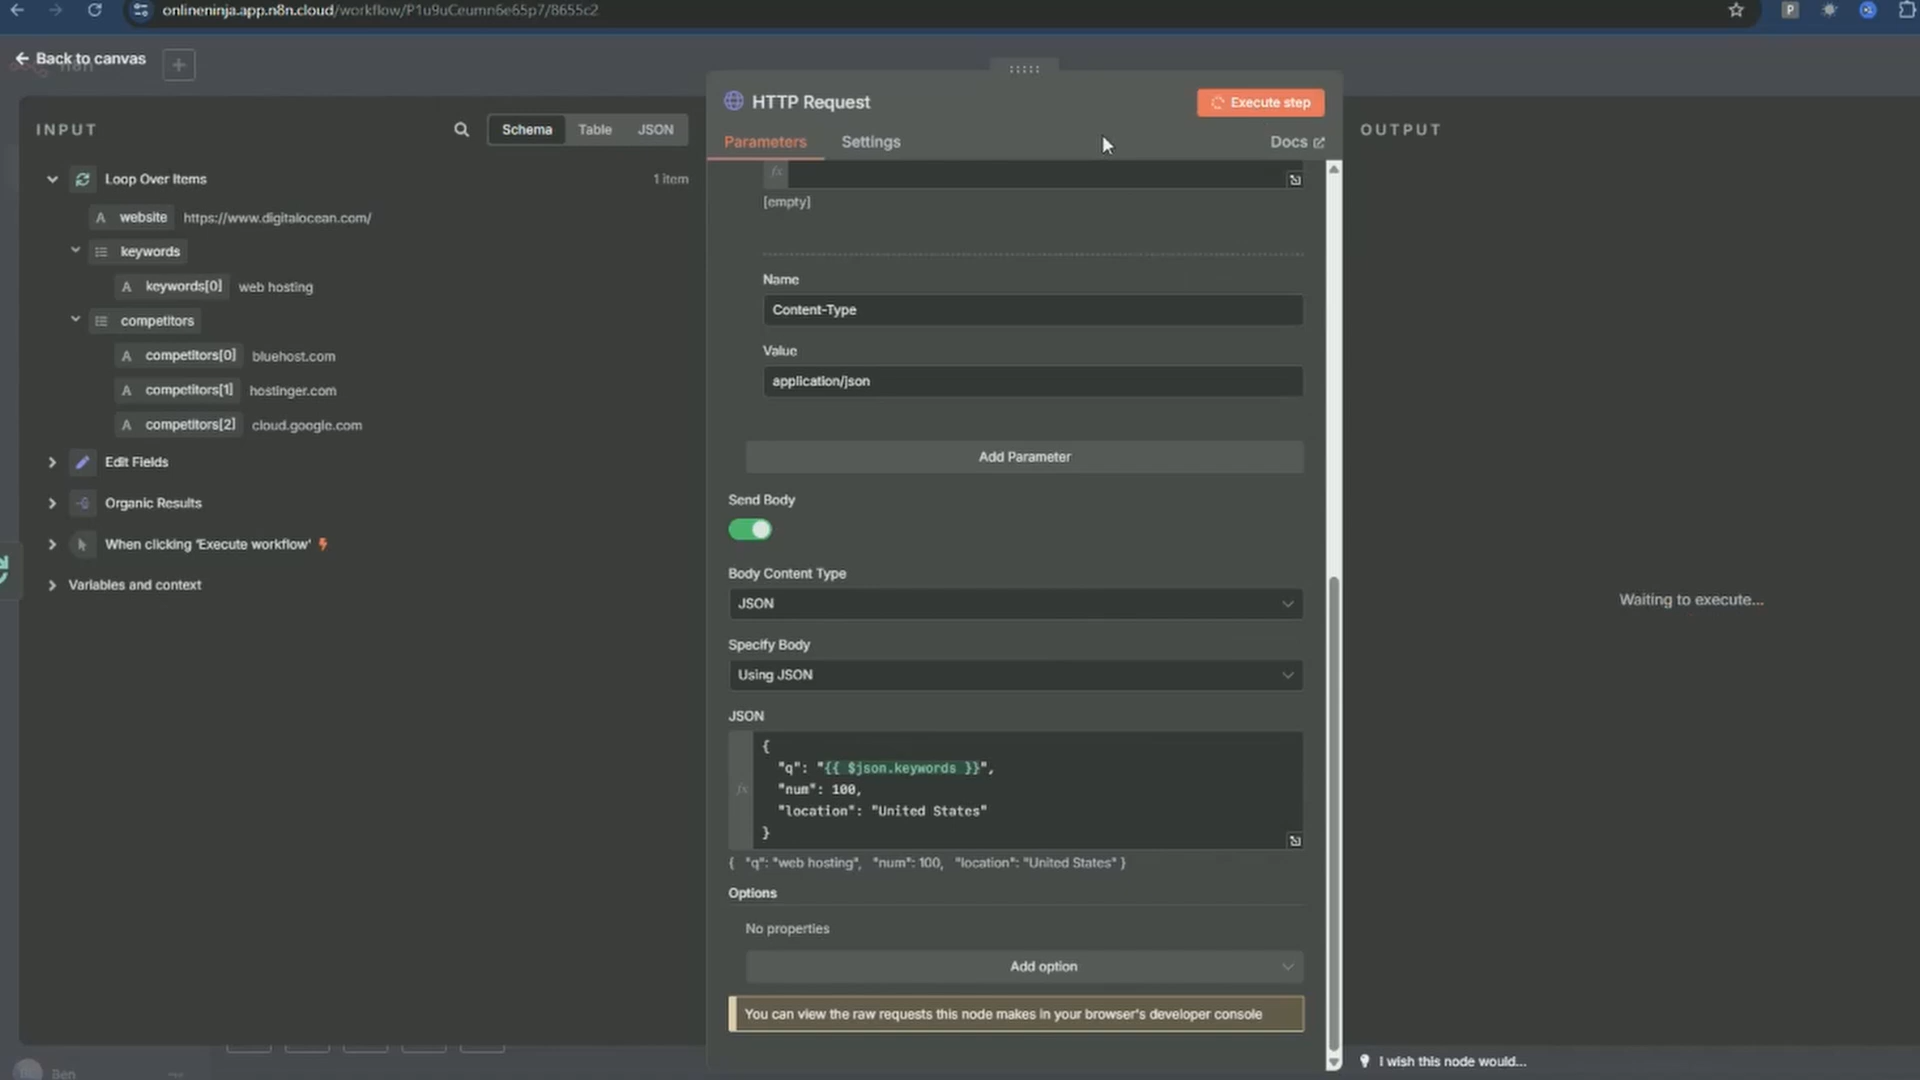 onlineninja.app.n8n.cloud/workflow/P1u9uCeumn6e65p7/8655c2
P
Back to canvas
INPUT
Schema
Table
JSON
Loop Over Items
1 item
A website https://www.digitalocean.com/
keywords
A keywords[0] web hosting
competitors
A competitors[0] bluehost.com
A competitors[1] hostinger.com
A competitors[2] cloud.google.com
Edit Fields
Organic Results
When clicking 'Execute workflow'
Variables and context
Ben
HTTP Request
Execute step
Parameters
Settings
Docs
fx
[empty]
Name
Content-Type
Value
application/json
Add Parameter
Send Body
Body Content Type
JSON
Specify Body
Using JSON
JSON
fx
{
"q": "{{ $json.keywords }}",
"num": 100,
"location": "United States"
}
{ "q": "web hosting", "num": 100, "location": "United States" }
Options
No properties
Add option
You can view the raw requests this node makes in your browser's developer console
OUTPUT
Waiting to execute...
I wish this node would...